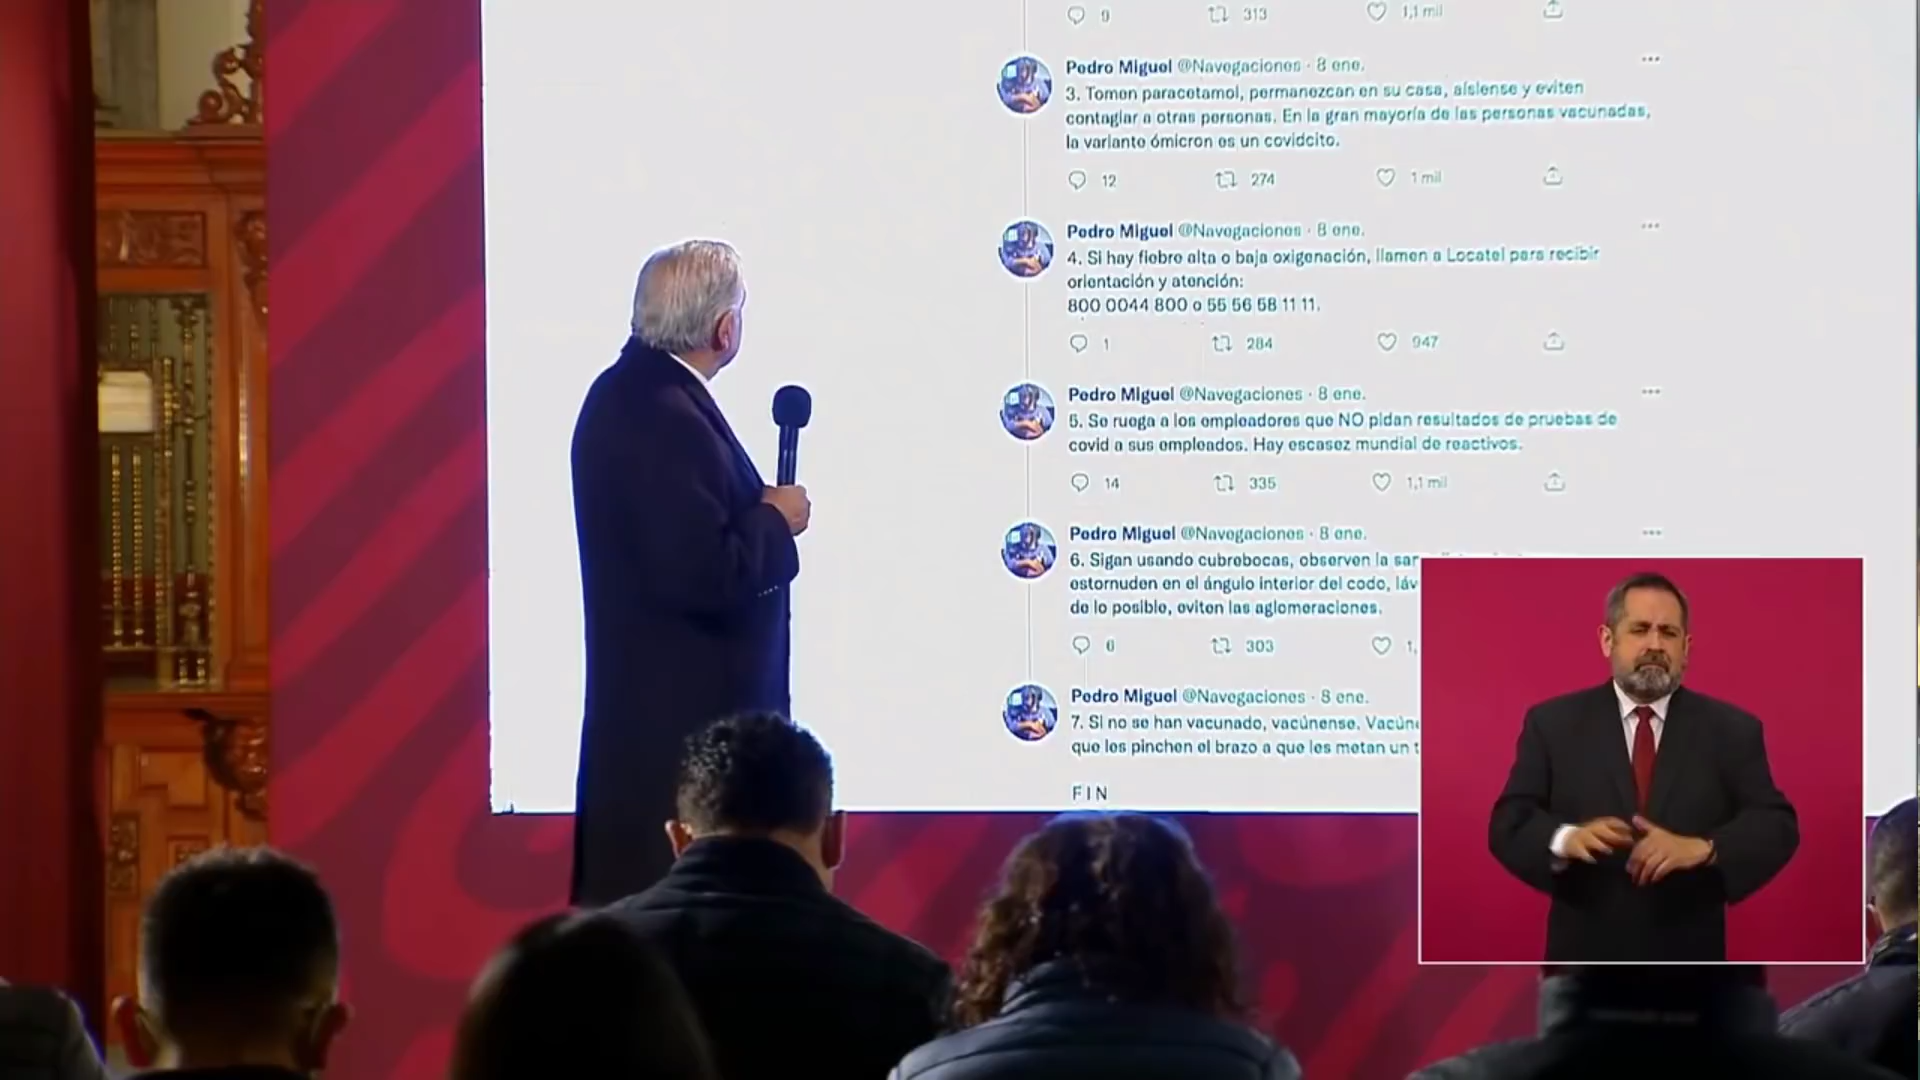 9 313 1,1 mil
Pedro Miguel @Navegaciones · 8 ene.
3. Tomen paracetamol, permanezcan en su casa, aíslense y eviten
contagiar a otras personas. En la gran mayoría de las personas vacunadas,
la variante ómicron es un covidcito.
12 274 1 mil
Pedro Miguel @Navegaciones · 8 ene.
4. Si hay fiebre alta o baja oxigenación, llamen a Locatel para recibir
orientación y atención:
800 0044 800 o 55 56 58 11 11.
1 284 947
Pedro Miguel @Navegaciones · 8 ene.
5. Se ruega a los empleadores que NO pidan resultados de pruebas de
covid a sus empleados. Hay escasez mundial de reactivos.
14 335 1,1 mil
Pedro Miguel @Navegaciones · 8 ene.
6. Sigan usando cubrebocas, observen la
estornuden en el ángulo interior del codo,
de lo posible, eviten las aglomeraciones.
6 303
Pedro Miguel @Navegaciones · 8 ene.
7. Si no se han vacunado, vacúnense.
que les pinchen el brazo a que les metan un
FIN